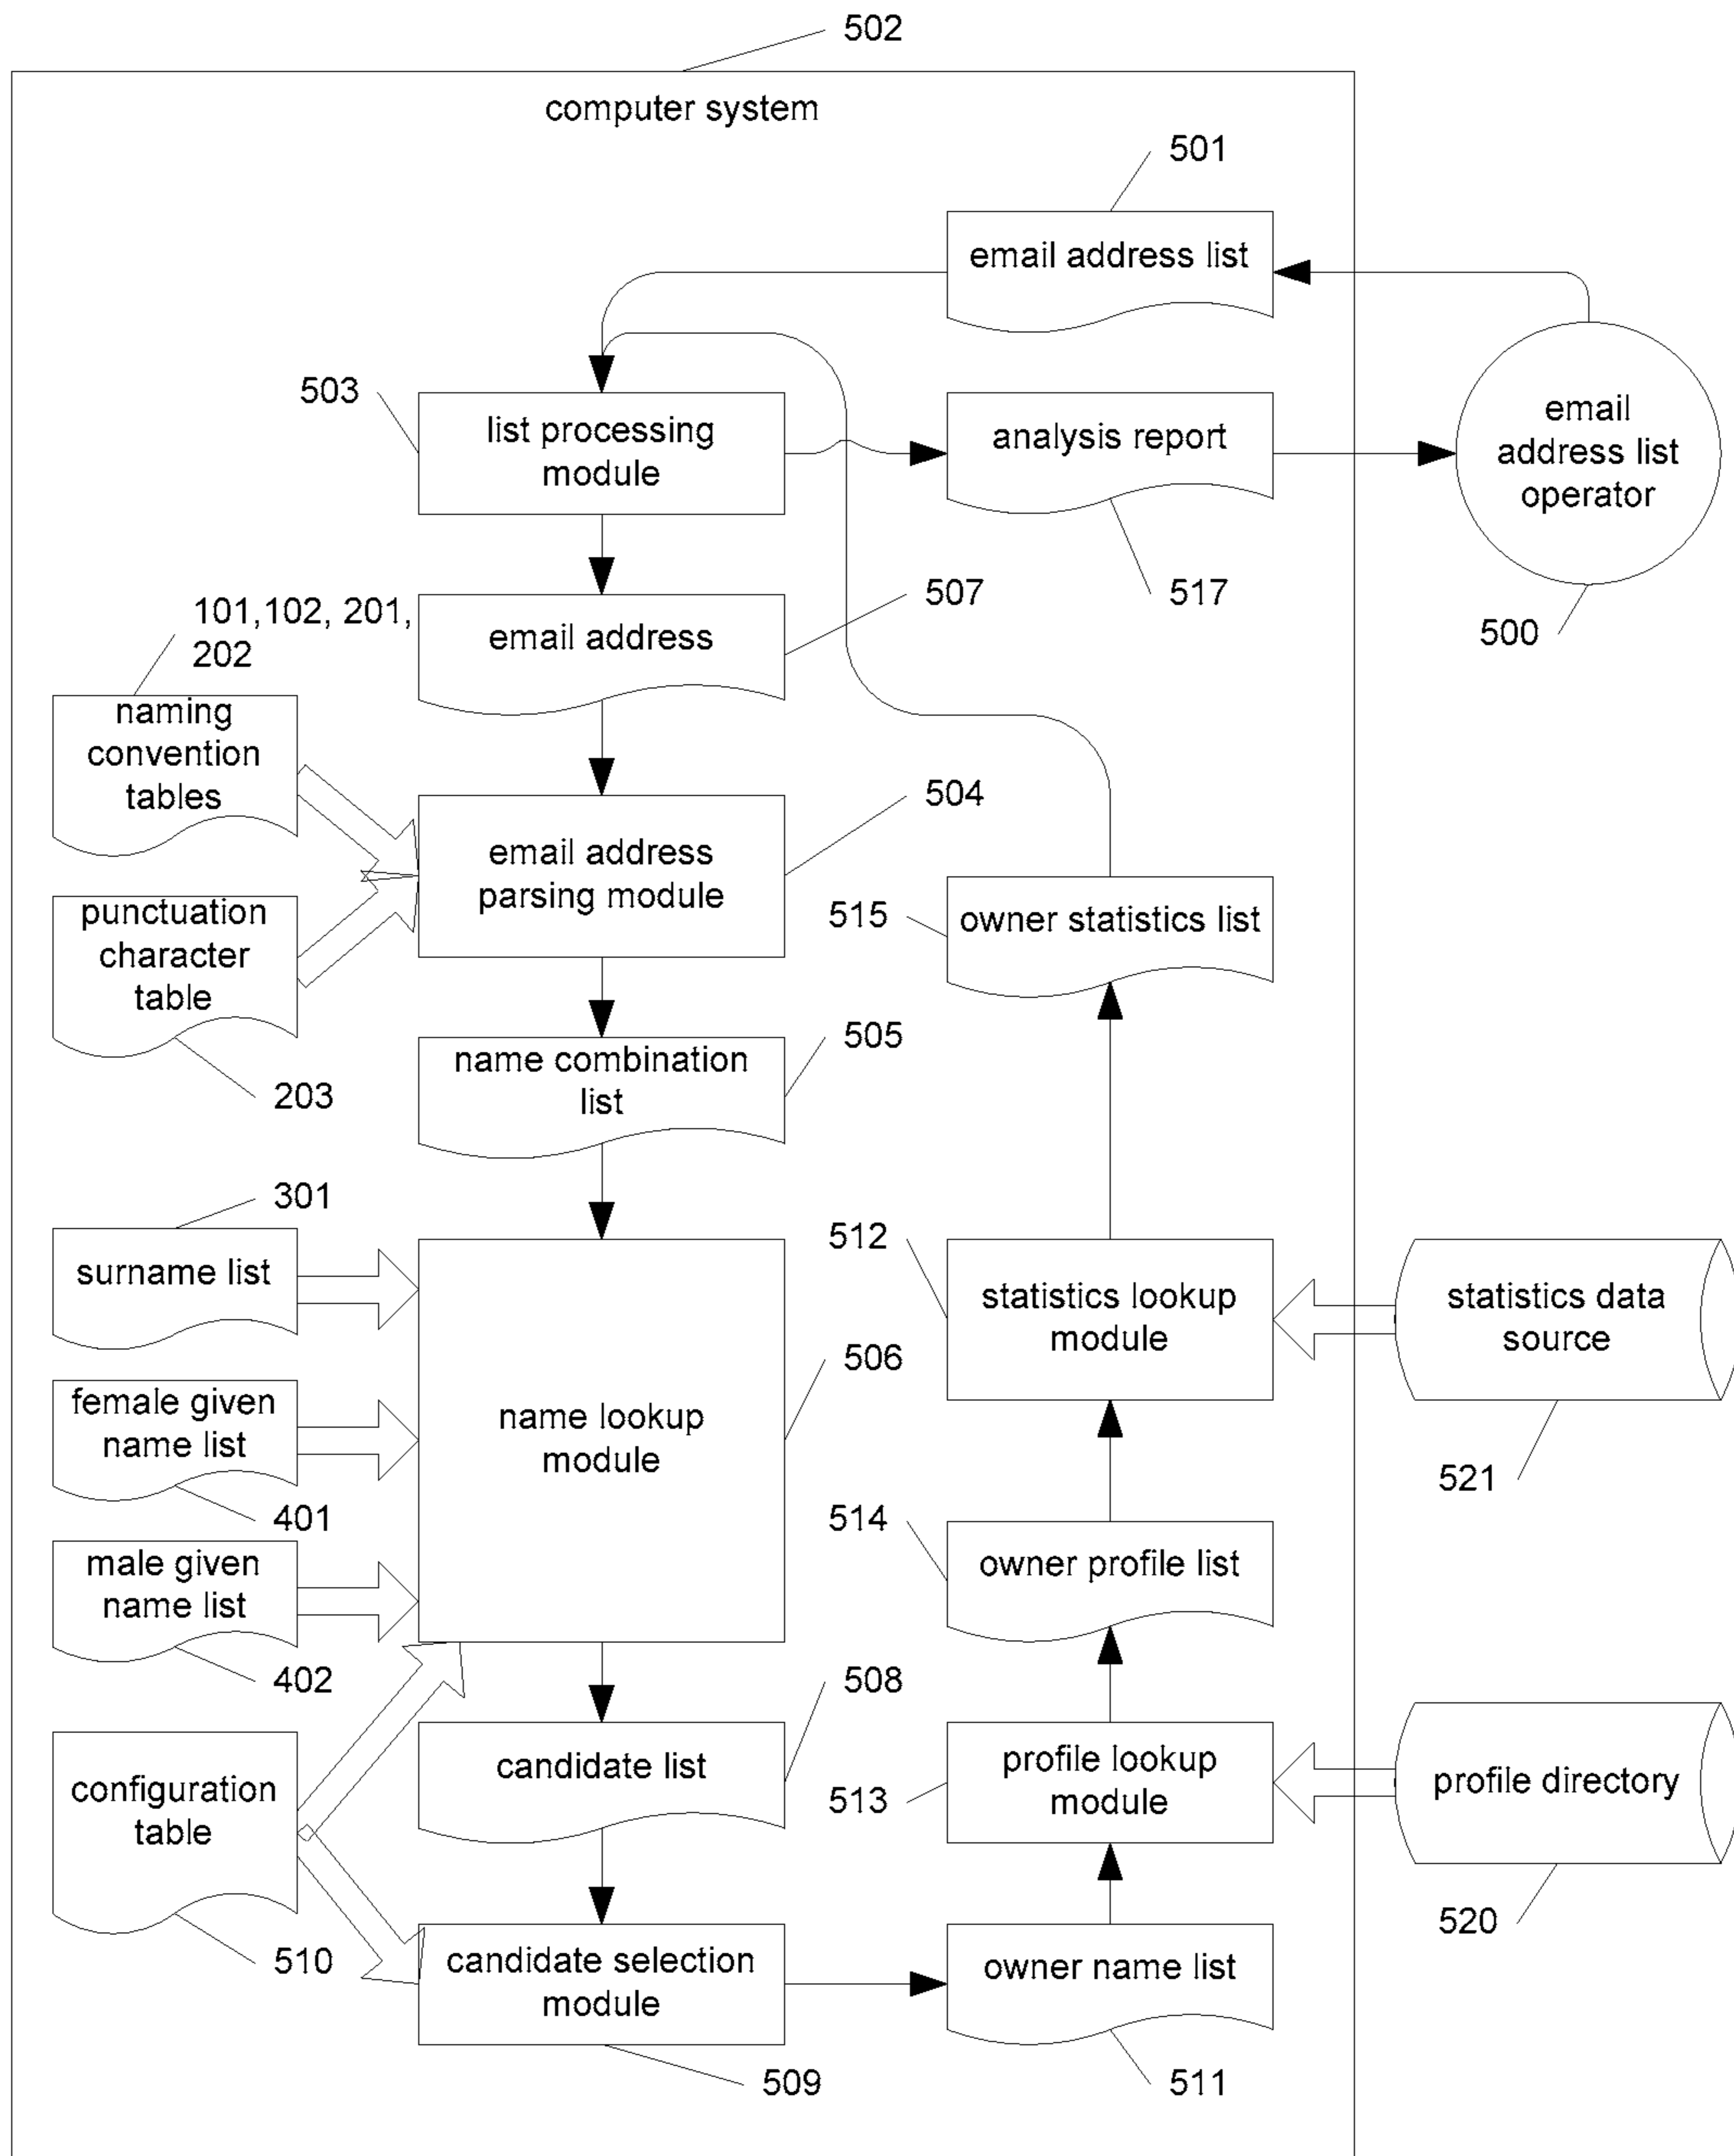 502
computer system
501
email address list
503
list processing
module
analysis report
email
address list
operator
101,102, 201,
202
507
517
500
email address
naming
convention
tables
504
email address
parsing module
punctuation
character
table
515
owner statistics list
203
505
name combination
list
301
surname list
512
statistics lookup
module
statistics data
source
506
name lookup
module
female given
name list
401
521
514
owner profile list
male given
name list
402
508
configuration
table
candidate list
513
profile lookup
module
profile directory
520
510
candidate selection
module
owner name list
509
511